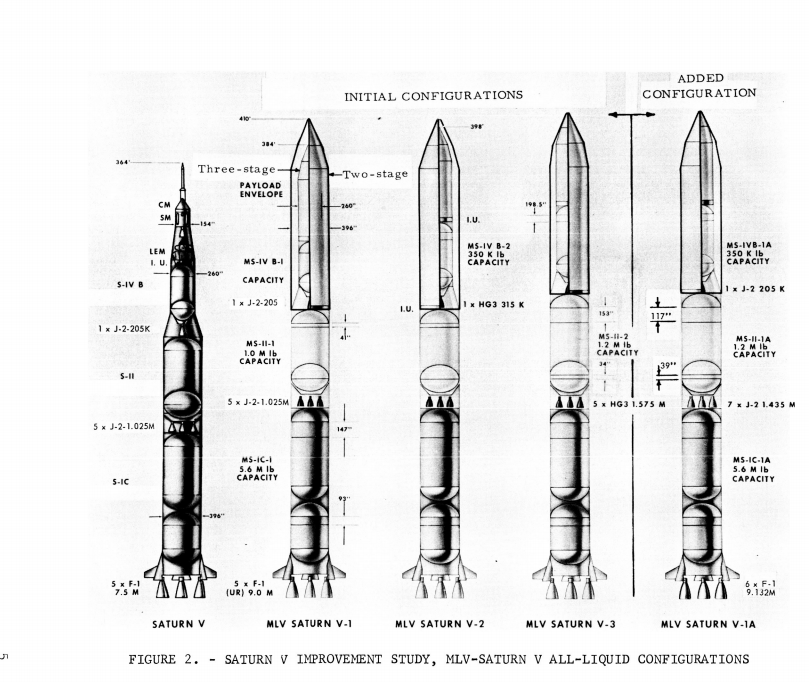 INITIAL CONFIGURATIONS
ADDED
CONFIGURATION
364'
CM
SM
154"
LEM
I. U.
260"
S-IV B
1 x J-2-205K
S-II
5 x J-2-1.025M
S-IC
396"
5 x F-1
7.5 M
SATURN V
410'
384'
Three-stage
Two-stage
PAYLOAD
ENVELOPE
260"
396"
MS-IV B-1
CAPACITY
1 x J-2-205
41"
MS-II-1
1.0 M lb
CAPACITY
5 x J-2-1.025M
147"
MS-IC-1
5.6 M lb
CAPACITY
93"
5 x F-1
(UR) 9.0 M
MLV SATURN V-1
398'
I.U.
MS-IV B-2
350 K lb
CAPACITY
I.U.
1 x HG3 315 K
MLV SATURN V-2
198.5"
153"
MS-II-2
1.2 M lb
CAPACITY
34"
5 x HG3 1.575 M
MLV SATURN V-3
MS-IVB-1A
350 K lb
CAPACITY
1 x J-2 205 K
117"
MS-II-1A
1.2 M lb
CAPACITY
39"
7 x J-2 1.435 M
MS-IC-1A
5.6 M lb
CAPACITY
6 x F-1
9.132M
MLV SATURN V-1A
5
FIGURE 2. - SATURN V IMPROVEMENT STUDY, MLV-SATURN V ALL-LIQUID CONFIGURATIONS